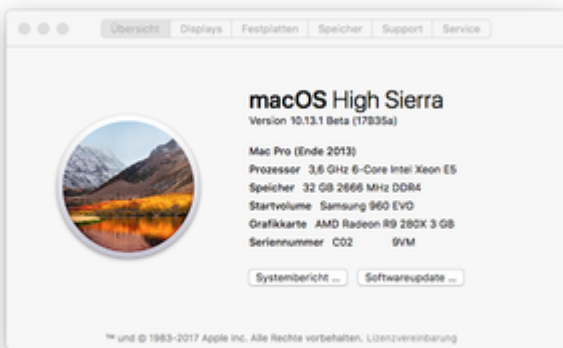 Übersicht Displays Festplatten Speicher Support Service
macOS High Sierra
Version 10.13.1 Beta (17B35a)
Mac Pro (Ende 2013)
Prozessor 3,6 GHz 6-Core Intel Xeon E5
Speicher 32 GB 2666 MHz DDR4
Startvolume Samsung 960 EVO
Grafikkarte AMD Radeon R9 280X 3 GB
Seriennummer C02 9VM
Systembericht ... Softwareupdate ...
™ und © 1983-2017 Apple Inc. Alle Rechte vorbehalten. Lizenzvereinbarung